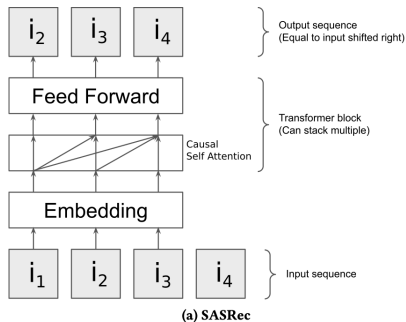 i2 i3 i4
Output sequence
(Equal to input shifted right)
Feed Forward
Transformer block
(Can stack multiple)
Causal
Self Attention
Embedding
i1 i2 i3 i4
Input sequence
(a) SASRec